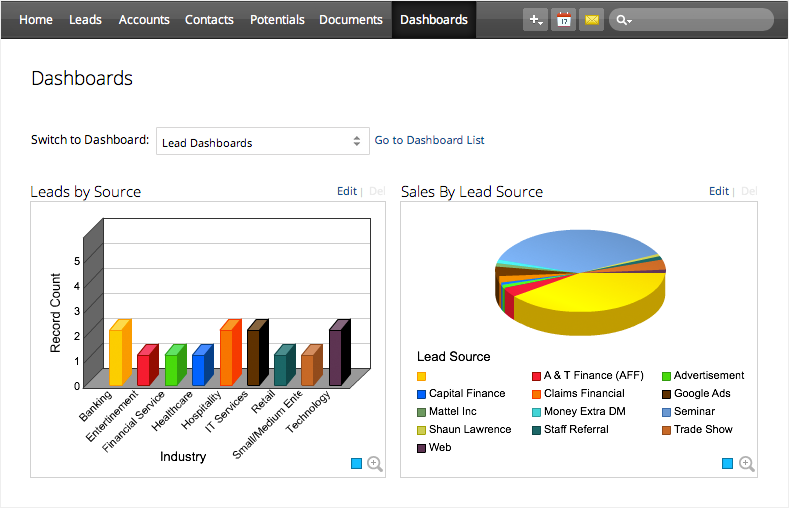 Home Leads Accounts Contacts Potentials Documents Dashboards
17
Dashboards
Switch to Dashboard: Lead Dashboards Go to Dashboard List
Leads by Source Edit | Del
5
4
3
2
1
0
Record Count
Banking
Entertinement
Financial Service
Healthcare
Hospitality
IT Services
Retail
Small/Medium Ente
Technology
Industry
Sales By Lead Source Edit | Del
Lead Source
A & T Finance (AFF) Advertisement
Capital Finance Claims Financial Google Ads
Mattel Inc Money Extra DM Seminar
Shaun Lawrence Staff Referral Trade Show
Web